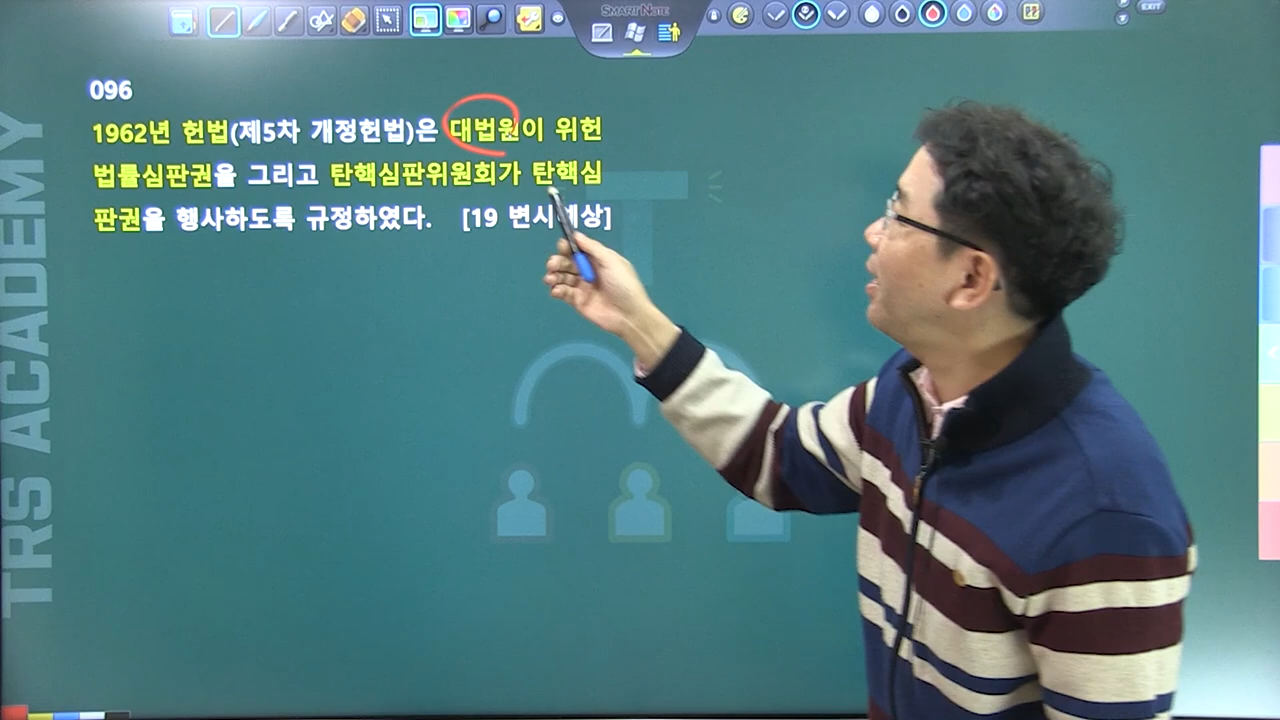 SMART NOTE
EXIT
096
1962년 헌법(제5차 개정헌법)은 대법원이 위헌
법률심판권을 그리고 탄핵심판위원회가 탄핵심
판권을 행사하도록 규정하였다. [19 변시예상]
TRS ACADEMY